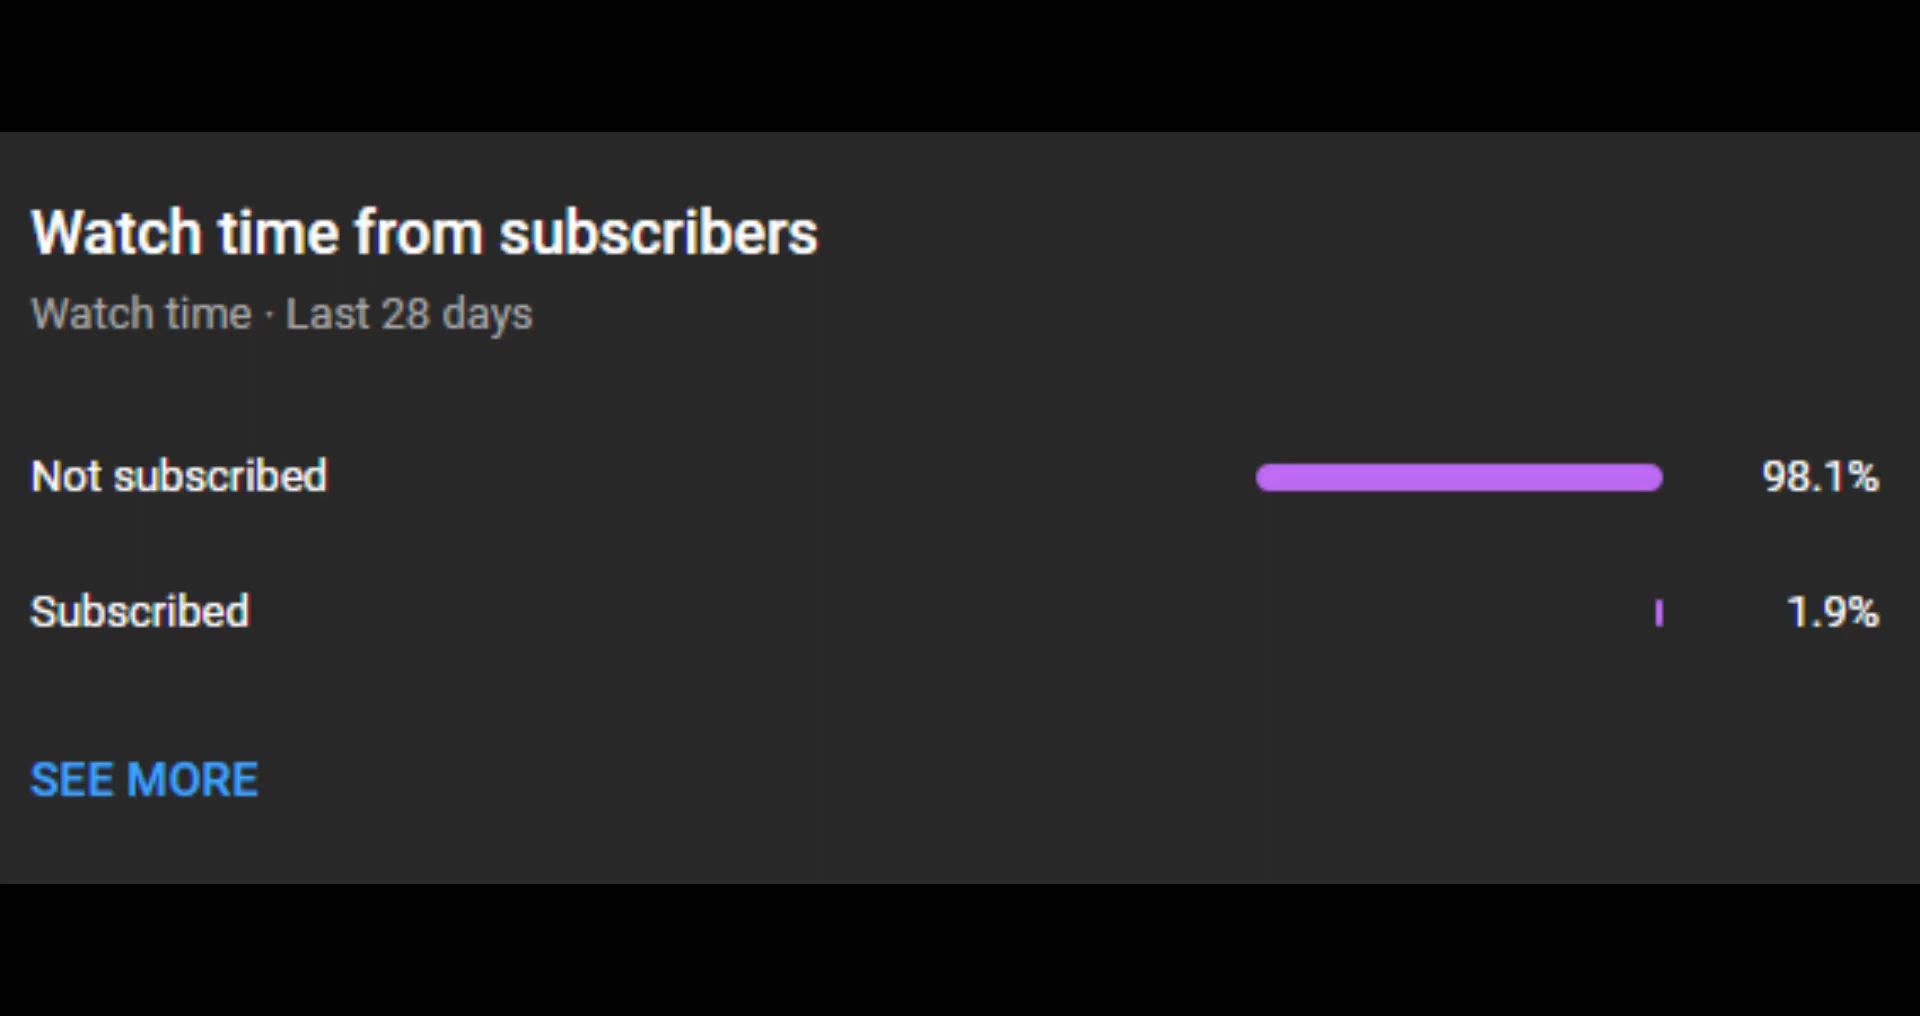 Watch time from subscribers
Watch time · Last 28 days
Not subscribed 98.1%
Subscribed 1.9%
SEE MORE